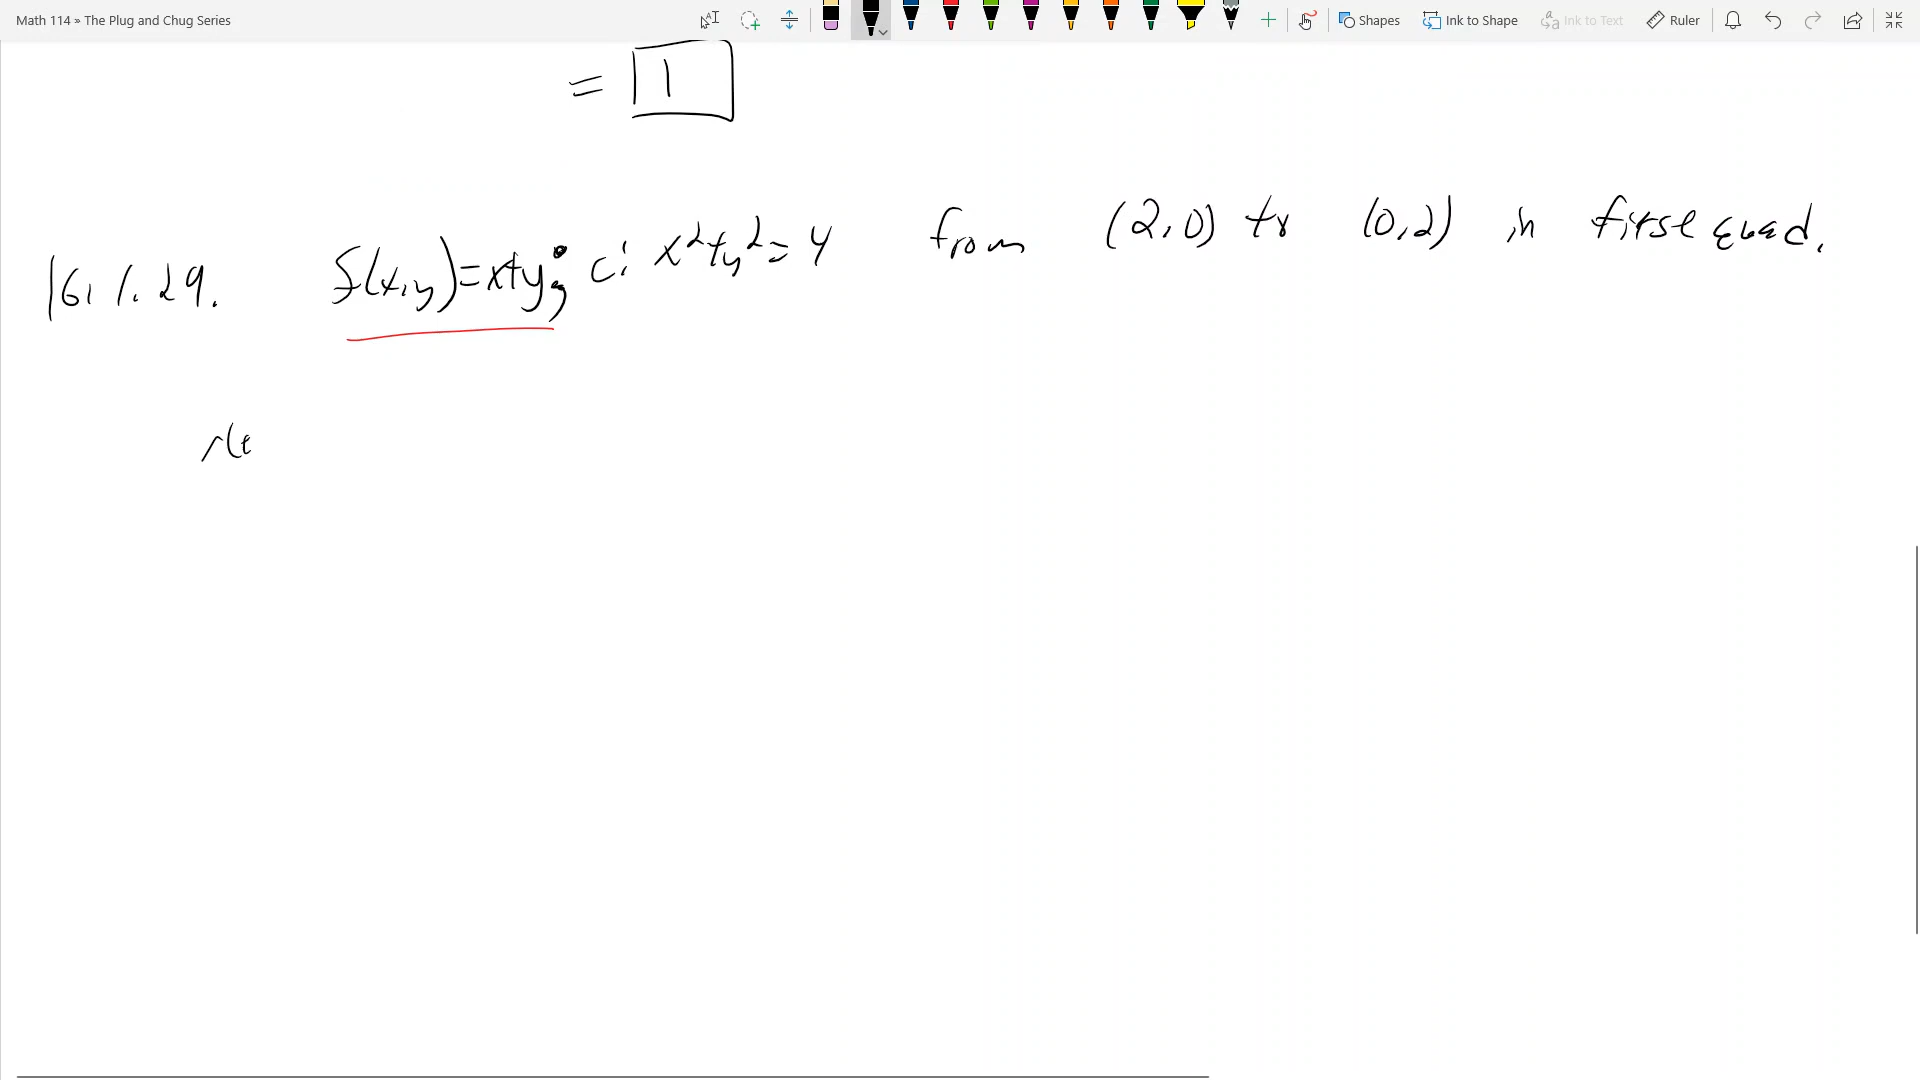 Math 114 » The Plug and Chug Series Shapes Ink to Shape Ink to Text Ruler
= 1
16.1.29. f(x,y)=x+y; C: x²+y²=4 from (2,0) to (0,2) in first quad.
r(t